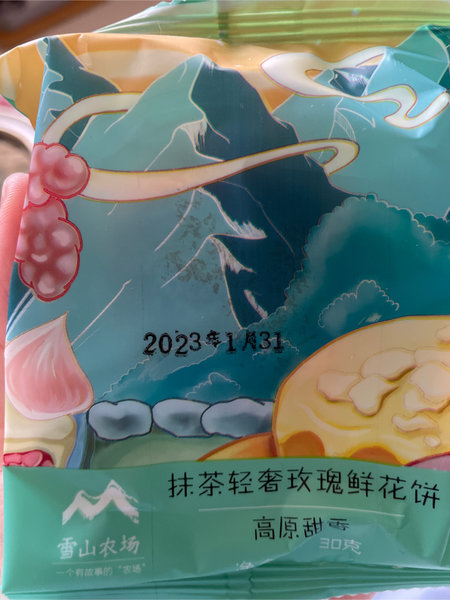 2023年1月31
抹茶轻奢玫瑰鲜花饼
高原甜香
30克
雪山农场
一个有故事的“农场”
净